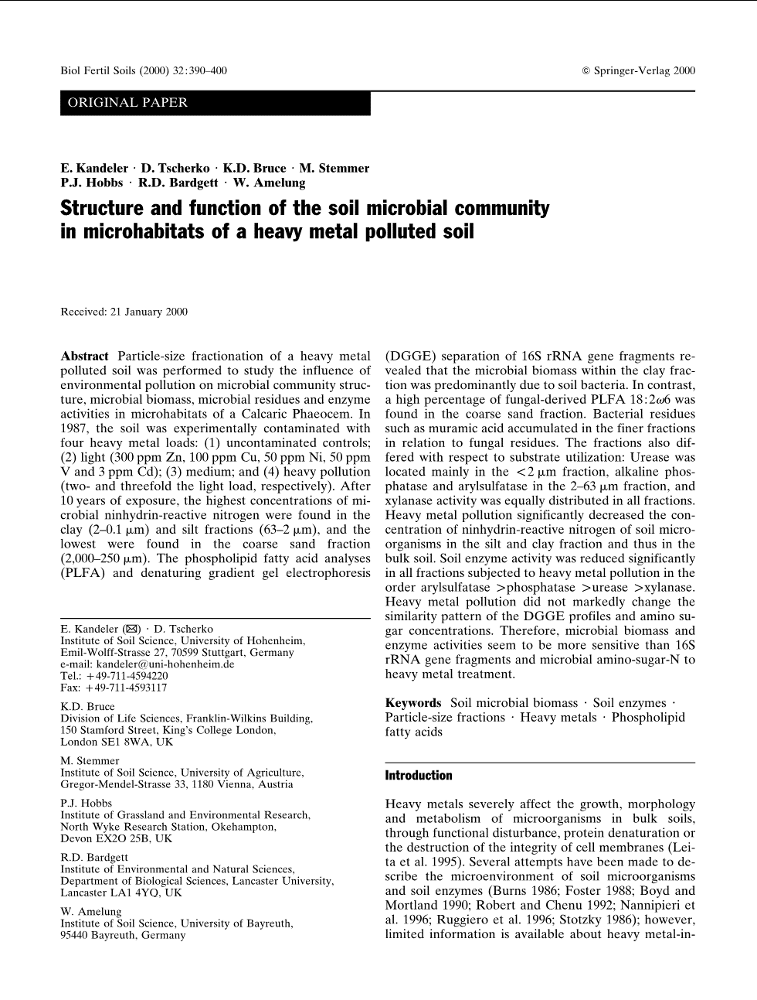 Biol Fertil Soils (2000) 32:390–400
© Springer-Verlag 2000
ORIGINAL PAPER
E. Kandeler · D. Tscherko · K.D. Bruce · M. Stemmer
P.J. Hobbs · R.D. Bardgett · W. Amelung
Structure and function of the soil microbial community
in microhabitats of a heavy metal polluted soil
Received: 21 January 2000
Abstract Particle-size fractionation of a heavy metal
polluted soil was performed to study the influence of
environmental pollution on microbial community struc-
ture, microbial biomass, microbial residues and enzyme
activities in microhabitats of a Calcaric Phaeocem. In
1987, the soil was experimentally contaminated with
four heavy metal loads: (1) uncontaminated controls;
(2) light (300 ppm Zn, 100 ppm Cu, 50 ppm Ni, 50 ppm
V and 3 ppm Cd); (3) medium; and (4) heavy pollution
(two- and threefold the light load, respectively). After
10 years of exposure, the highest concentrations of mi-
crobial ninhydrin-reactive nitrogen were found in the
clay (2–0.1 μm) and silt fractions (63–2 μm), and the
lowest were found in the coarse sand fraction
(2,000–250 μm). The phospholipid fatty acid analyses
(PLFA) and denaturing gradient gel electrophoresis
E. Kandeler (✉) · D. Tscherko
Institute of Soil Science, University of Hohenheim,
Emil-Wolff-Strasse 27, 70599 Stuttgart, Germany
e-mail: kandeler@uni-hohenheim.de
Tel.: +49-711-4594220
Fax: +49-711-4593117
K.D. Bruce
Division of Life Sciences, Franklin-Wilkins Building,
150 Stamford Street, King's College London,
London SE1 8WA, UK
M. Stemmer
Institute of Soil Science, University of Agriculture,
Gregor-Mendel-Strasse 33, 1180 Vienna, Austria
P.J. Hobbs
Institute of Grassland and Environmental Research,
North Wyke Research Station, Okehampton,
Devon EX2O 25B, UK
R.D. Bardgett
Institute of Environmental and Natural Sciences,
Department of Biological Sciences, Lancaster University,
Lancaster LA1 4YQ, UK
W. Amelung
Institute of Soil Science, University of Bayreuth,
95440 Bayreuth, Germany
(DGGE) separation of 16S rRNA gene fragments re-
vealed that the microbial biomass within the clay frac-
tion was predominantly due to soil bacteria. In contrast,
a high percentage of fungal-derived PLFA 18:2ω6 was
found in the coarse sand fraction. Bacterial residues
such as muramic acid accumulated in the finer fractions
in relation to fungal residues. The fractions also dif-
fered with respect to substrate utilization: Urease was
located mainly in the <2 μm fraction, alkaline phos-
phatase and arylsulfatase in the 2–63 μm fraction, and
xylanase activity was equally distributed in all fractions.
Heavy metal pollution significantly decreased the con-
centration of ninhydrin-reactive nitrogen of soil micro-
organisms in the silt and clay fraction and thus in the
bulk soil. Soil enzyme activity was reduced significantly
in all fractions subjected to heavy metal pollution in the
order arylsulfatase >phosphatase >urease >xylanase.
Heavy metal pollution did not markedly change the
similarity pattern of the DGGE profiles and amino su-
gar concentrations. Therefore, microbial biomass and
enzyme activities seem to be more sensitive than 16S
rRNA gene fragments and microbial amino-sugar-N to
heavy metal treatment.
Keywords Soil microbial biomass · Soil enzymes ·
Particle-size fractions · Heavy metals · Phospholipid
fatty acids
Introduction
Heavy metals severely affect the growth, morphology
and metabolism of microorganisms in bulk soils,
through functional disturbance, protein denaturation or
the destruction of the integrity of cell membranes (Lei-
ta et al. 1995). Several attempts have been made to de-
scribe the microenvironment of soil microorganisms
and soil enzymes (Burns 1986; Foster 1988; Boyd and
Mortland 1990; Robert and Chenu 1992; Nannipieri et
al. 1996; Ruggiero et al. 1996; Stotzky 1986); however,
limited information is available about heavy metal-in-